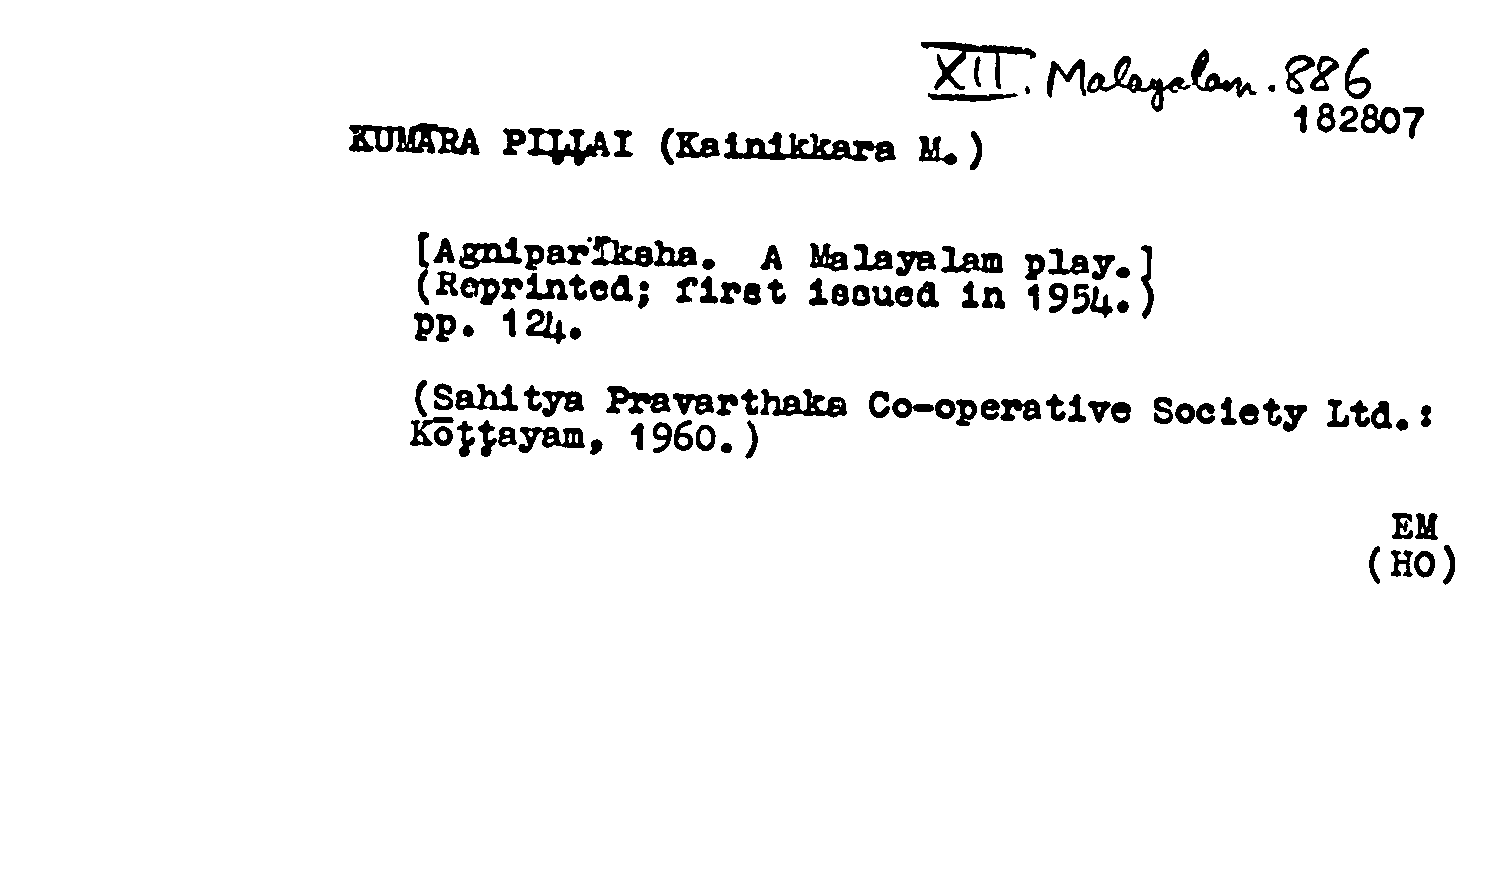 XII. Malayalam. 886
182807
KUMĀRA PIḶḶAI (Kainikkara M.)
[Agniparīksha. A Malayalam play.]
(Reprinted; first issued in 1954.)
pp. 124.
(Sahitya Pravarthaka Co-operative Society Ltd.:
Kōṭṭayam, 1960.)
EM
(HO)